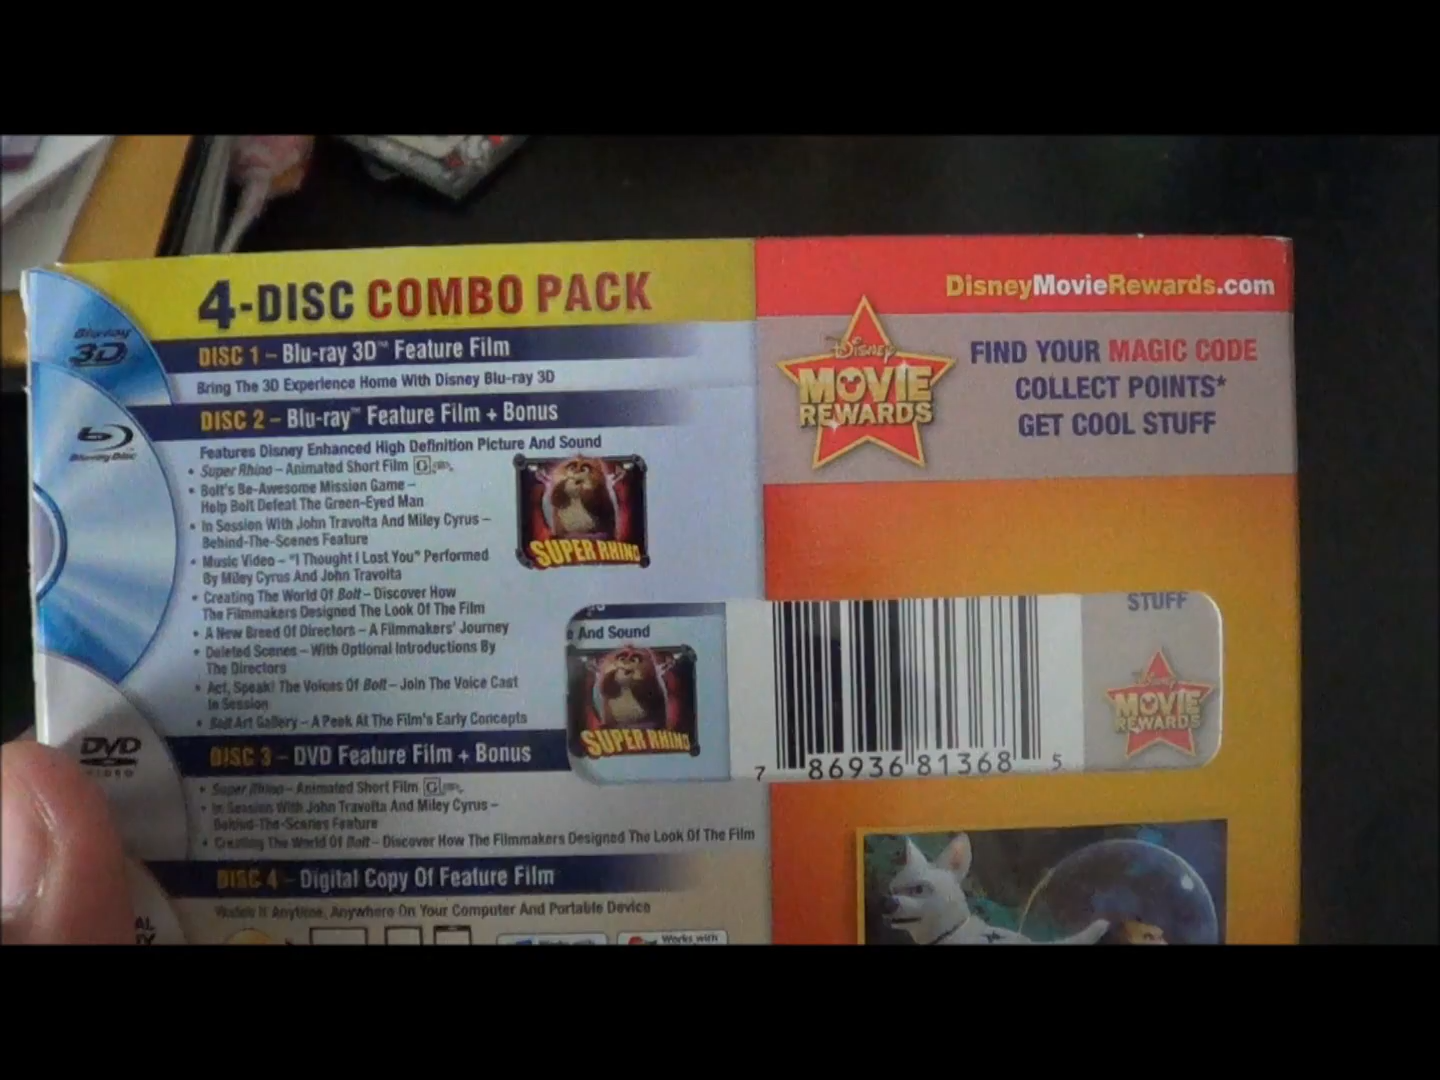 4-DISC COMBO PACK
Blu-ray
3D
DISC 1 – Blu-ray 3D™ Feature Film
Bring The 3D Experience Home With Disney Blu-ray 3D
DISC 2 – Blu-ray™ Feature Film + Bonus
Blu-ray Disc
Features Disney Enhanced High Definition Picture And Sound
• Super Rhino – Animated Short Film G
• Bolt's Be-Awesome Mission Game –
Help Bolt Defeat The Green-Eyed Man
• In Session With John Travolta And Miley Cyrus –
Behind-The-Scenes Feature
• Music Video – "I Thought I Lost You" Performed
By Miley Cyrus And John Travolta
• Creating The World Of Bolt – Discover How
The Filmmakers Designed The Look Of The Film
• A New Breed Of Directors – A Filmmakers' Journey
• Deleted Scenes – With Optional Introductions By
The Directors
• Act, Speak! The Voices Of Bolt – Join The Voice Cast
In Session
• Bolt Art Gallery – A Peek At The Film's Early Concepts
SUPER RHINO
DVD
VIDEO
DISC 3 – DVD Feature Film + Bonus
• Super Rhino – Animated Short Film G
• In Session With John Travolta And Miley Cyrus –
Behind-The-Scenes Feature
• Creating The World Of Bolt – Discover How The Filmmakers Designed The Look Of The Film
DISC 4 – Digital Copy Of Feature Film
Watch It Anytime, Anywhere On Your Computer And Portable Device
Works with
DisneyMovieRewards.com
Disney
MOVIE
REWARDS
FIND YOUR MAGIC CODE
COLLECT POINTS*
GET COOL STUFF
e And Sound
SUPER RHINO
7 86936 81368 5
STUFF
Disney
MOVIE
REWARDS